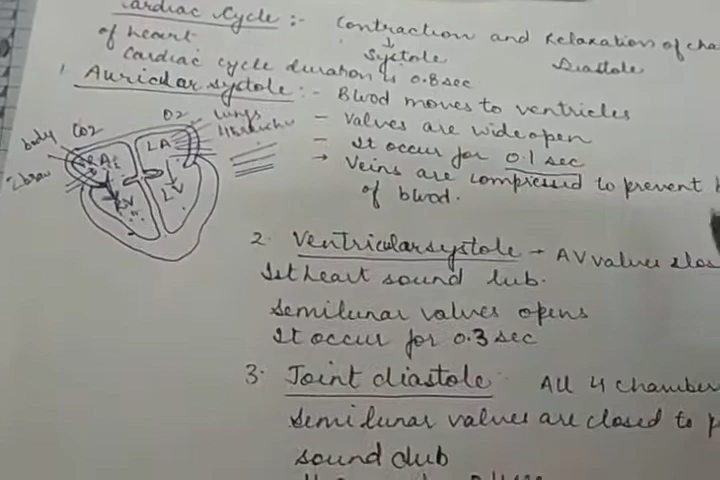 Cardiac Cycle :- Contraction and Relaxation of cha
of heart
Systole Diastole
Cardiac cycle duration is 0.8 sec
1. Auricular systole :- Blood moves to ventricles
- Valves are wide open
- It occur for 0.1 sec
→ Veins are compressed to prevent
of blood.
body CO2 O2 Lungs
RA LA
LV
2. Ventricular systole → AV valves clos
Ist heart sound lub.
Semilunar valves opens
It occur for 0.3 sec
3. Joint diastole All 4 chamber
Semilunar valves are closed to p
sound dub